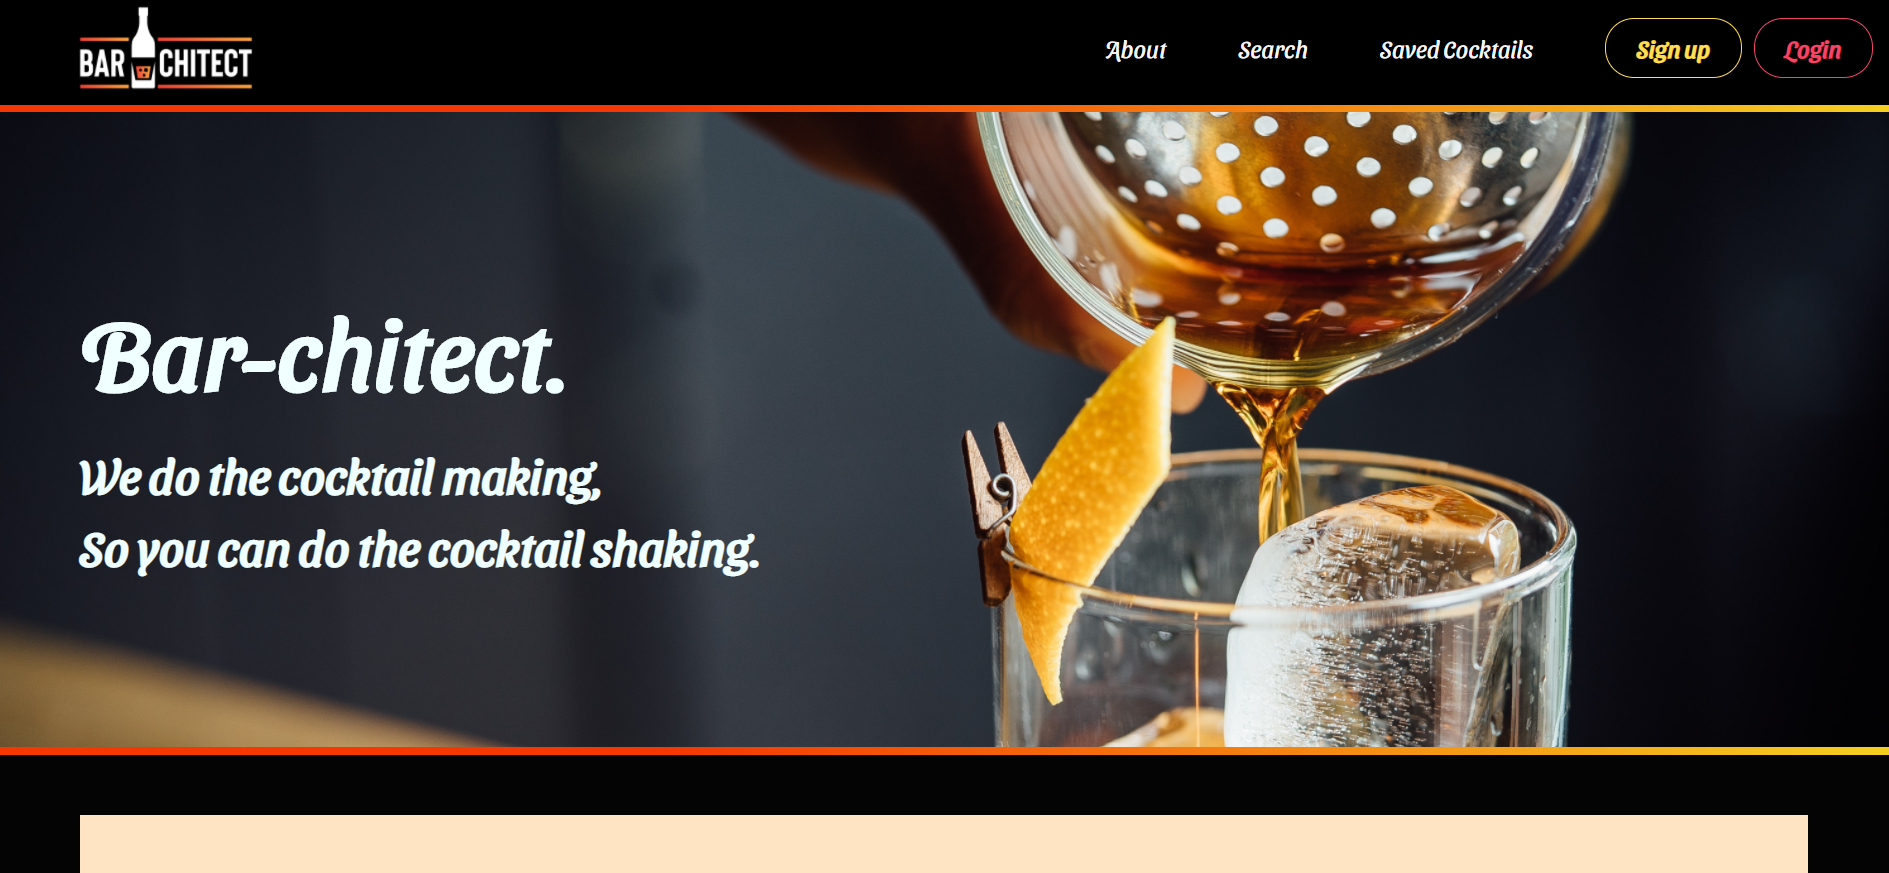 BAR CHITECT
About
Search
Saved Cocktails
Sign up
Login
Bar-chitect.
We do the cocktail making,
So you can do the cocktail shaking.